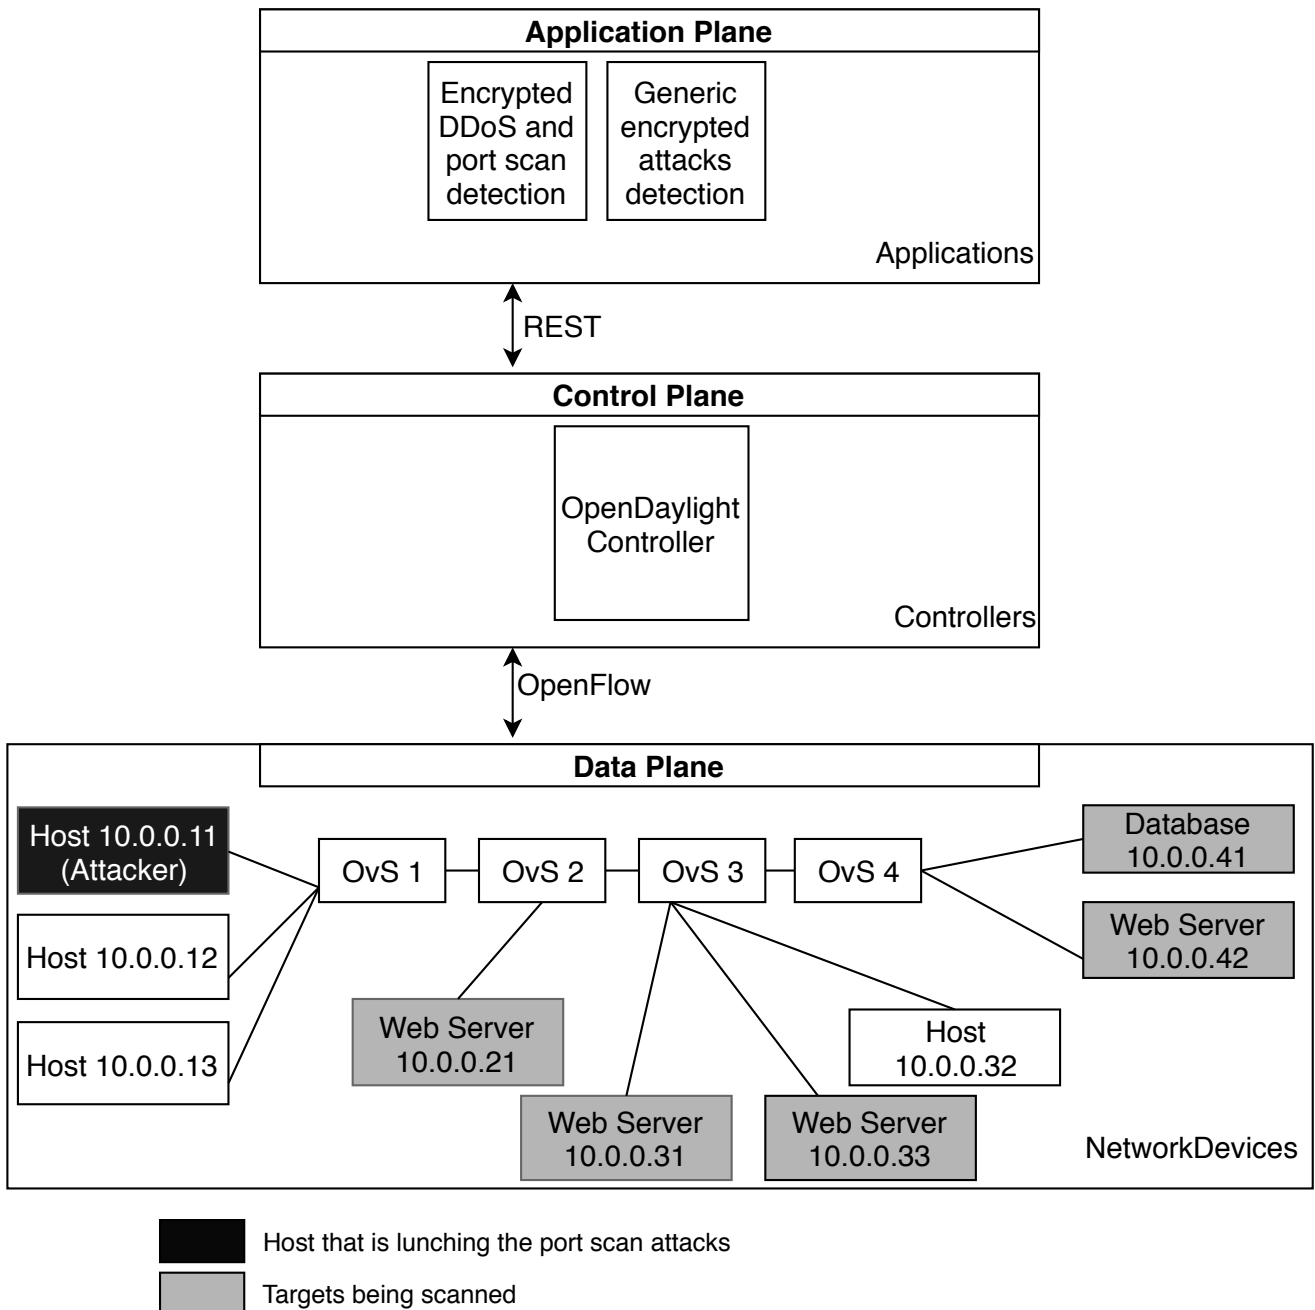 Application Plane
Encrypted
DDoS and
port scan
detection
Generic
encrypted
attacks
detection
Applications
REST
Control Plane
OpenDaylight
Controller
Controllers
OpenFlow
Data Plane
Host 10.0.0.11
(Attacker)
Host 10.0.0.12
Host 10.0.0.13
OvS 1
OvS 2
OvS 3
OvS 4
Database
10.0.0.41
Web Server
10.0.0.42
Web Server
10.0.0.21
Host
10.0.0.32
Web Server
10.0.0.31
Web Server
10.0.0.33
NetworkDevices
Host that is lunching the port scan attacks
Targets being scanned